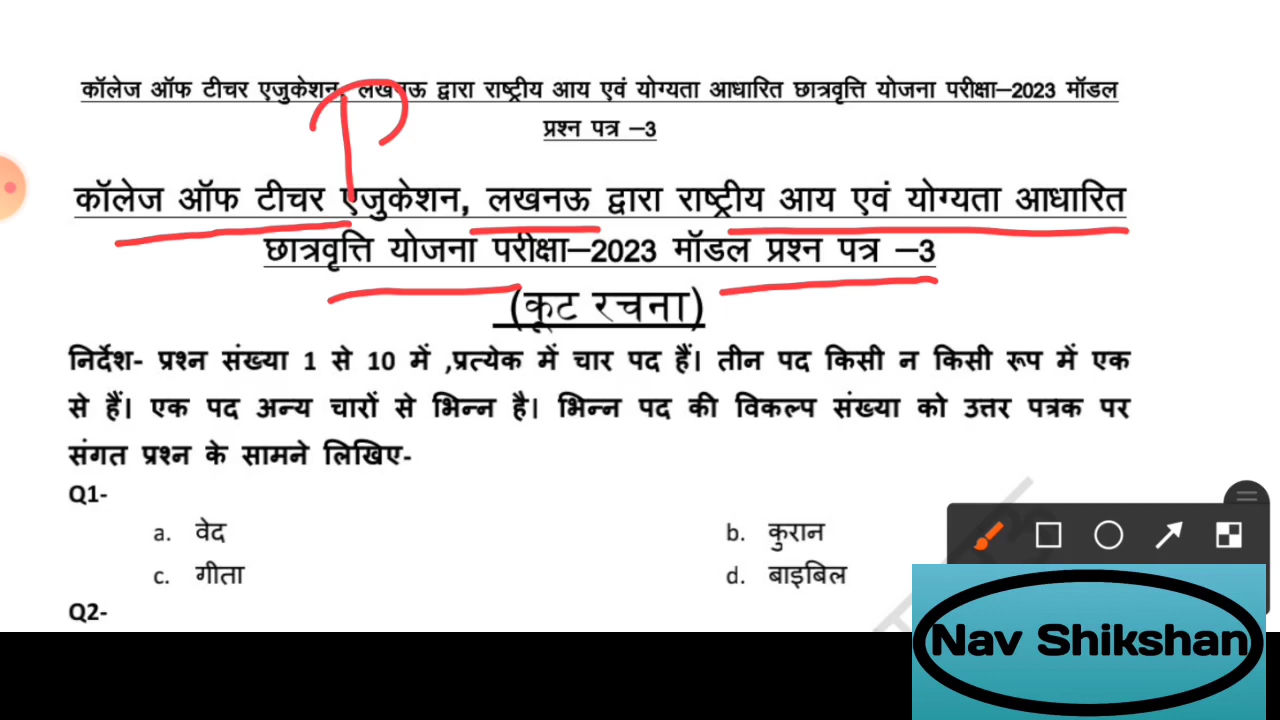 कॉलेज ऑफ टीचर एजुकेशन, लखनऊ द्वारा राष्ट्रीय आय एवं योग्यता आधारित छात्रवृत्ति योजना परीक्षा–2023 मॉडल
प्रश्न पत्र –3
कॉलेज ऑफ टीचर एजुकेशन, लखनऊ द्वारा राष्ट्रीय आय एवं योग्यता आधारित
छात्रवृत्ति योजना परीक्षा–2023 मॉडल प्रश्न पत्र –3
(कूट रचना)
निर्देश- प्रश्न संख्या 1 से 10 में ,प्रत्येक में चार पद हैं। तीन पद किसी न किसी रूप में एक
से हैं। एक पद अन्य चारों से भिन्न है। भिन्न पद की विकल्प संख्या को उत्तर पत्रक पर
संगत प्रश्न के सामने लिखिए-
Q1-
a. वेद b. कुरान
c. गीता d. बाइबिल
Q2-
Nav Shikshan